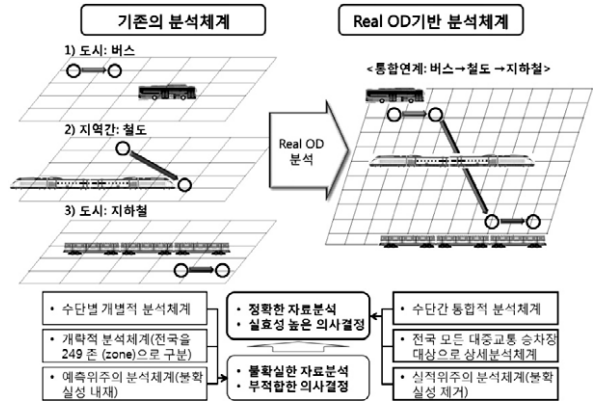 기존의 분석체계
Real OD기반 분석체계
1) 도시: 버스
2) 지역간: 철도
3) 도시: 지하철
Real OD
분석
<통합연계: 버스→철도 →지하철>
• 수단별 개별적 분석체계
• 개략적 분석체계(전국을
249 존 (zone)으로 구분)
• 예측위주의 분석체계(불확
실성 내재)
• 정확한 자료분석
• 실효성 높은 의사결정
• 불확실한 자료분석
• 부적합한 의사결정
• 수단간 통합적 분석체계
• 전국 모든 대중교통 승차장
대상으로 상세분석체계
• 실적위주의 분석체계(불확
실성 제거)